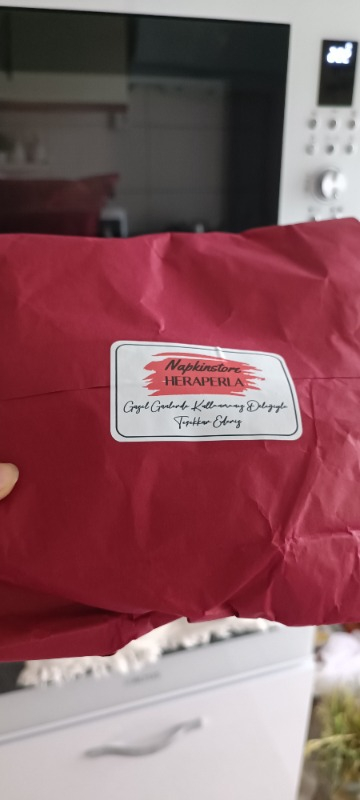 Napkinstore
HERAPERLA
Güzel Günlerde Kullanmanız Dileğiyle
Teşekkür Ederiz